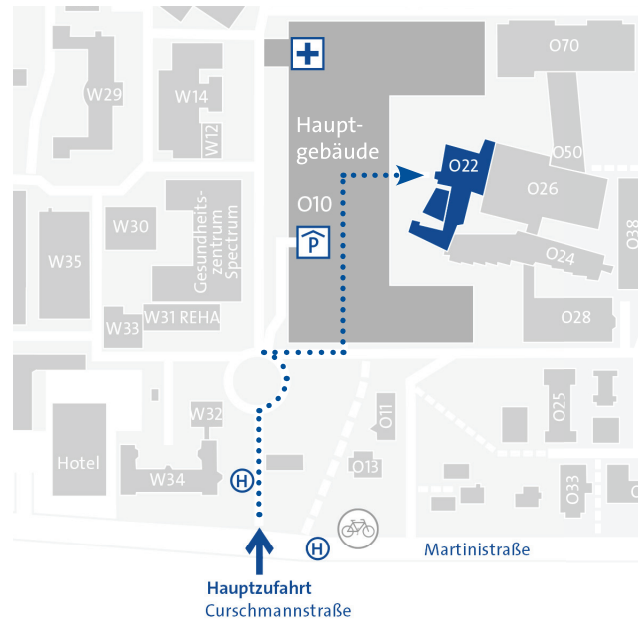 O70
W29
W14
W12
Haupt-
gebäude
O22
O50
O26
O10
P
W30
Gesundheits-
zentrum
Spectrum
W35
O38
O24
W31 REHA
W33
O28
W32
O11
O25
Hotel
W34
H
O13
O33
O
H
Martinistraße
Hauptzufahrt
Curschmannstraße